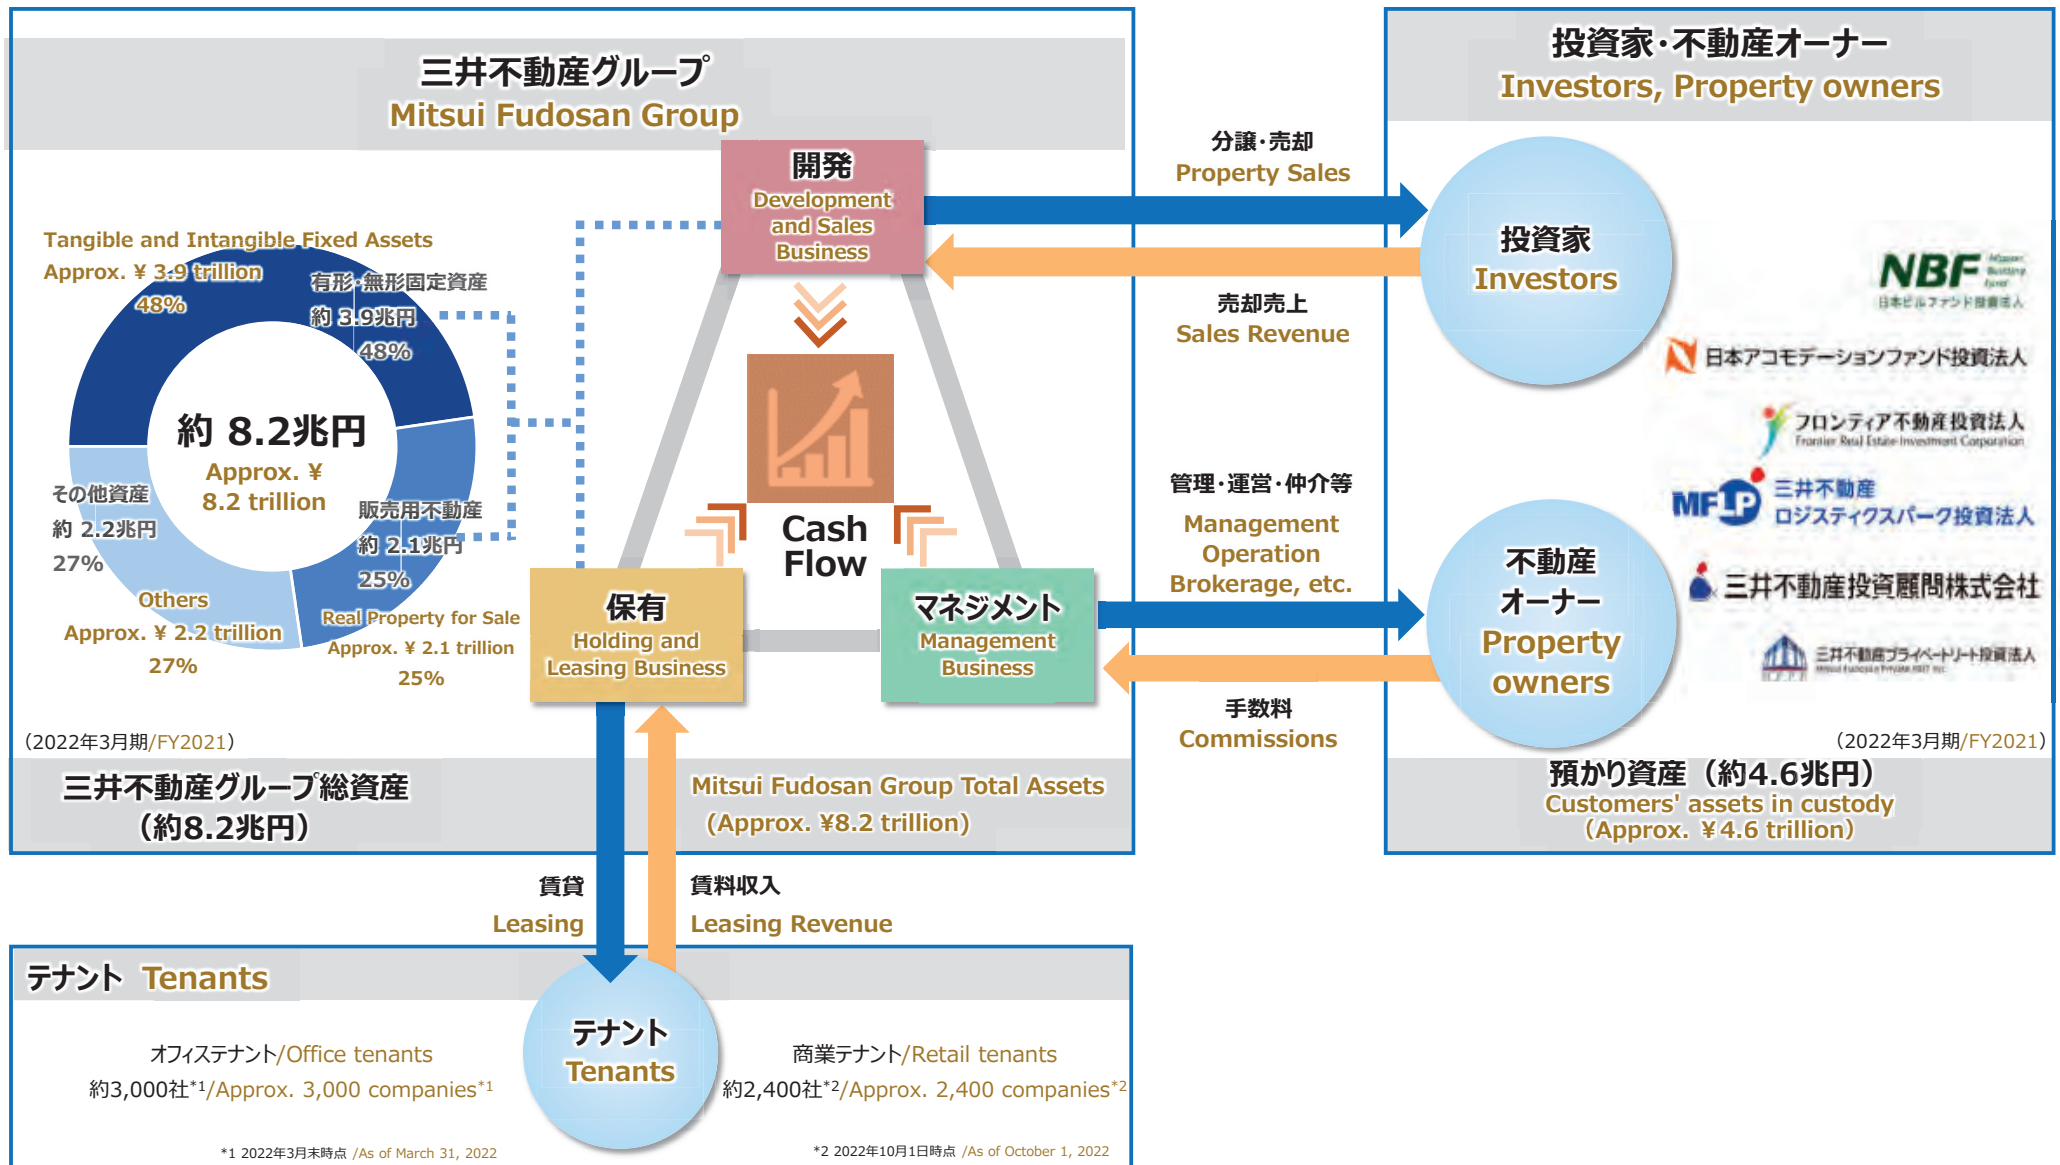 三井不動産グループ
Mitsui Fudosan Group
投資家・不動産オーナー
Investors, Property owners
開発
Development
and Sales
Business
分譲・売却
Property Sales
売却売上
Sales Revenue
投資家
Investors
Tangible and Intangible Fixed Assets
Approx. ¥ 3.9 trillion
48%
有形・無形固定資産
約 3.9兆円
48%
約 8.2兆円
Approx. ¥
8.2 trillion
その他資産
約 2.2兆円
27%
Others
Approx. ¥ 2.2 trillion
27%
販売用不動産
約 2.1兆円
25%
Real Property for Sale
Approx. ¥ 2.1 trillion
25%
Cash
Flow
保有
Holding and
Leasing Business
マネジメント
Management
Business
管理・運営・仲介等
Management
Operation
Brokerage, etc.
手数料
Commissions
不動産
オーナー
Property
owners
NBF
Nippon
Building
Fund
日本ビルファンド投資法人
日本アコモデーションファンド投資法人
フロンティア不動産投資法人
Frontier Real Estate Investment Corporation
MFLP
三井不動産
ロジスティクスパーク投資法人
三井不動産投資顧問株式会社
三井不動産プライベートリート投資法人
Mitsui Fudosan Private REIT Inc.
（2022年3月期/FY2021）
（2022年3月期/FY2021）
三井不動産グループ総資産
（約8.2兆円）
Mitsui Fudosan Group Total Assets
(Approx. ¥8.2 trillion)
預かり資産（約4.6兆円）
Customers' assets in custody
（Approx. ¥4.6 trillion）
賃貸
Leasing
賃料収入
Leasing Revenue
テナント Tenants
テナント
Tenants
オフィステナント/Office tenants
約3,000社*1/Approx. 3,000 companies*1
*1 2022年3月末時点 /As of March 31, 2022
商業テナント/Retail tenants
約2,400社*2/Approx. 2,400 companies*2
*2 2022年10月1日時点 /As of October 1, 2022